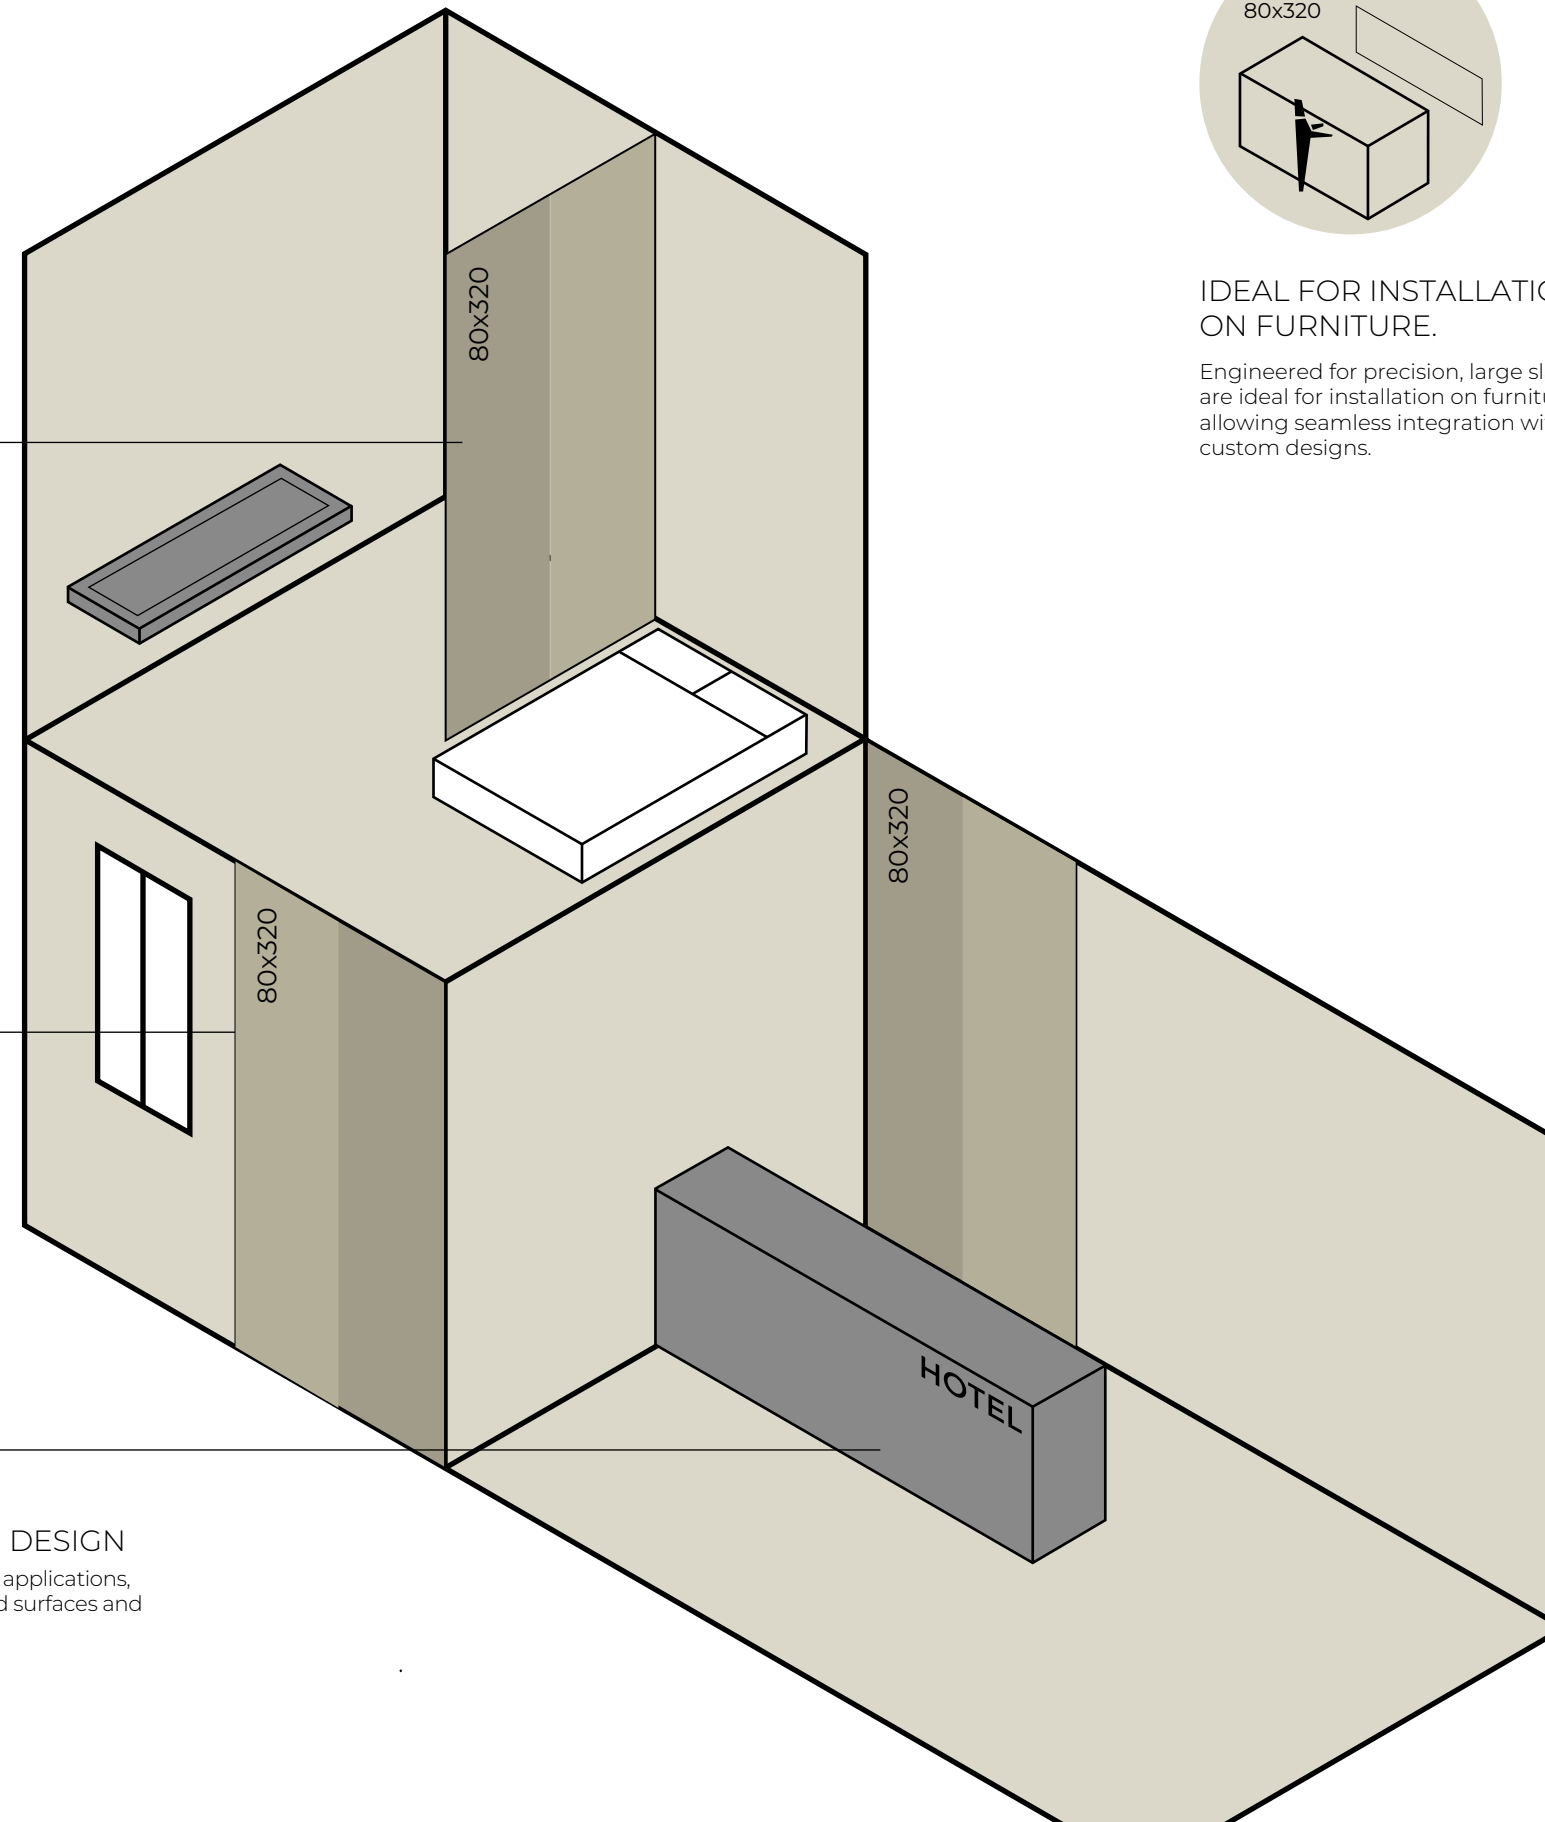 80x320
IDEAL FOR INSTALLATIO
ON FURNITURE.
Engineered for precision, large sl
are ideal for installation on furnitu
allowing seamless integration wi
custom designs.
80x320
80x320
80x320
HOTEL
DESIGN
applications,
d surfaces and